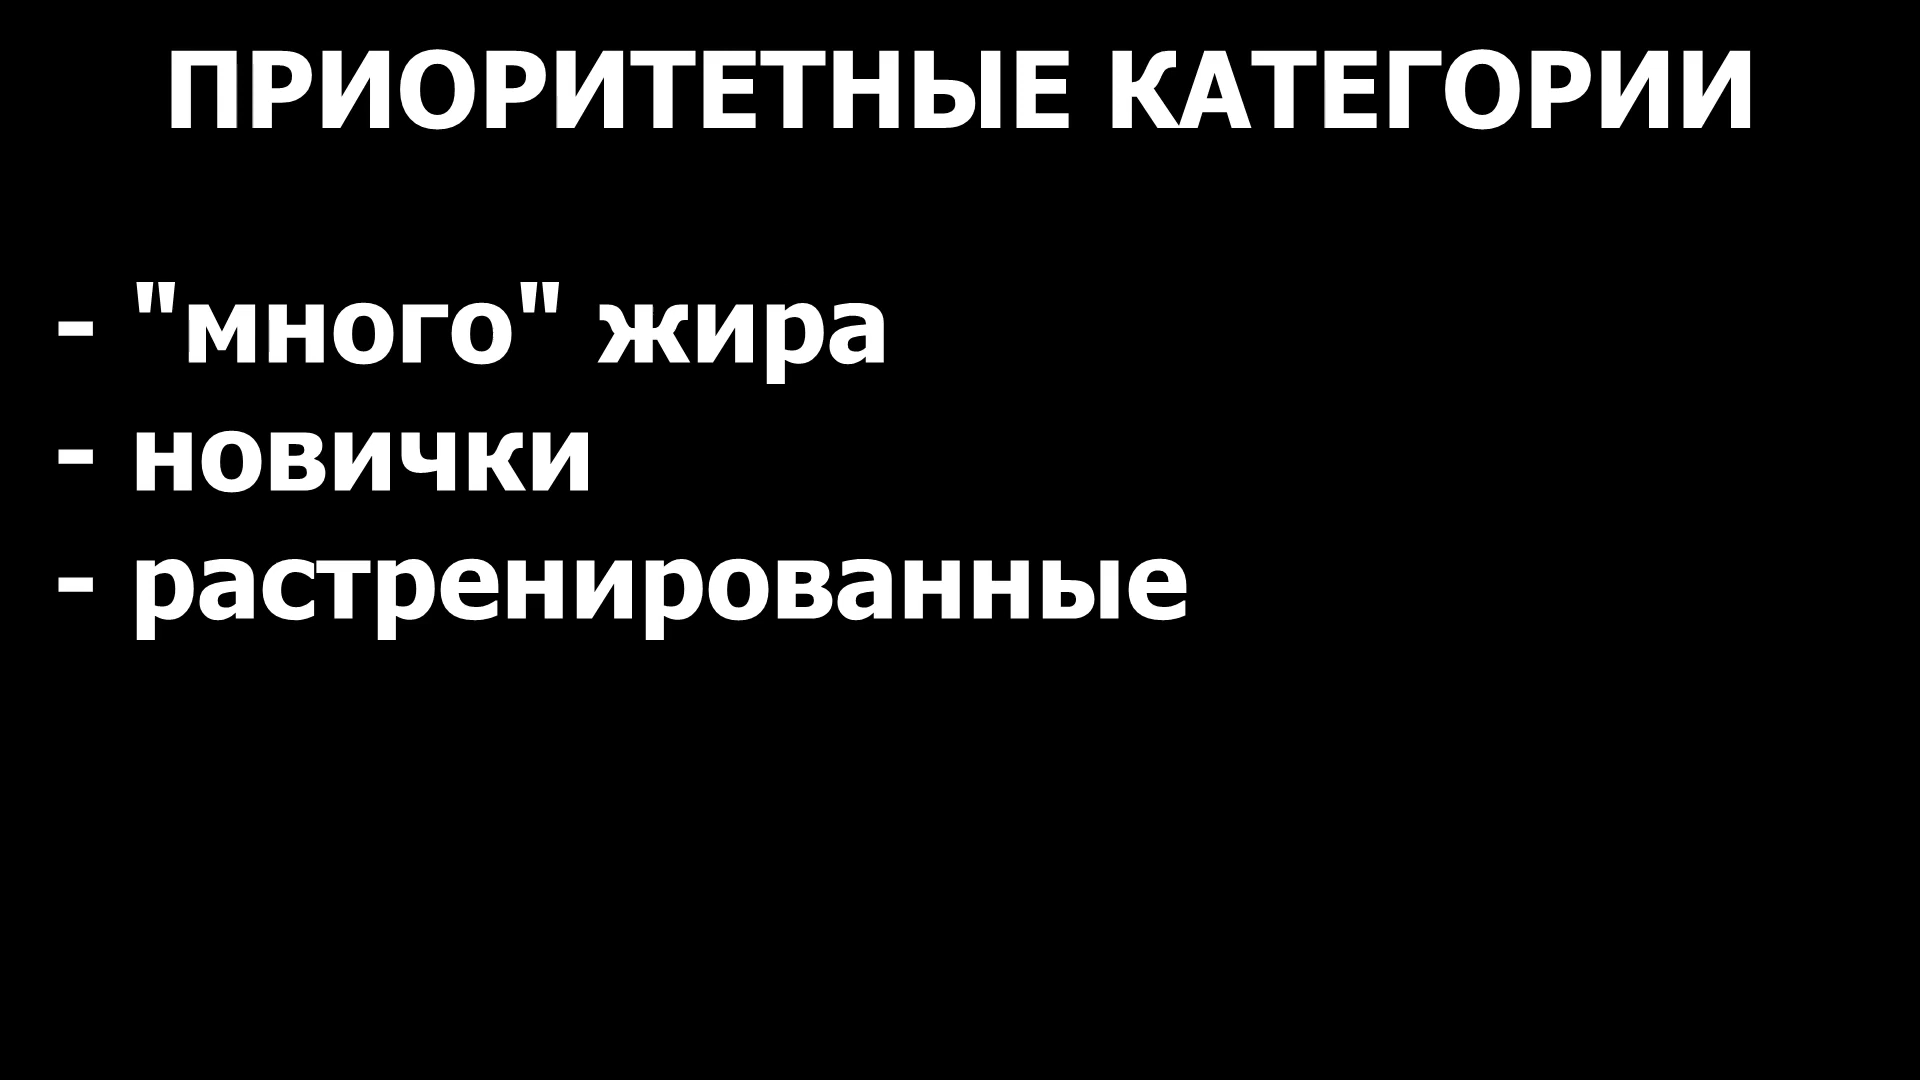 ПРИОРИТЕТНЫЕ КАТЕГОРИИ
- "много" жира
- новички
- растренированные